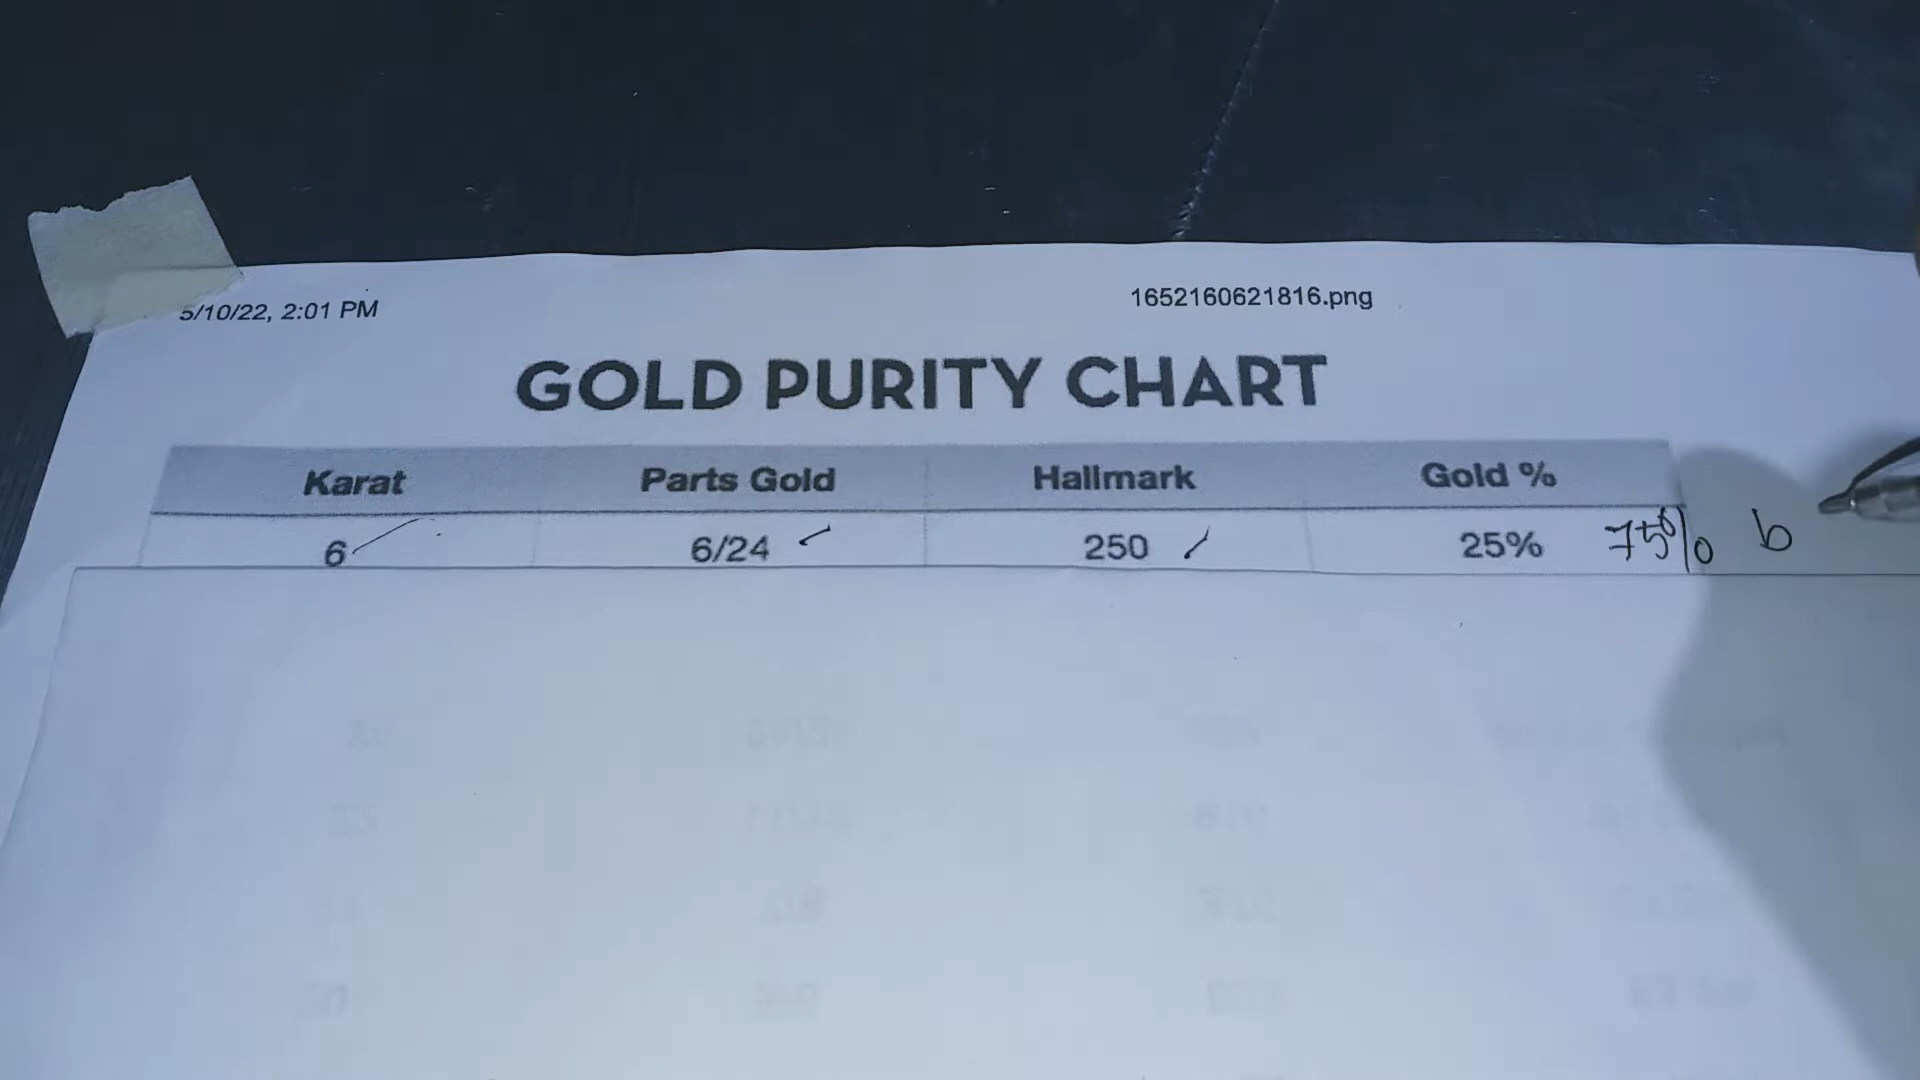 5/10/22, 2:01 PM 1652160621816.png
GOLD PURITY CHART
Karat Parts Gold Hallmark Gold %
6 6/24 250 25% 75% b